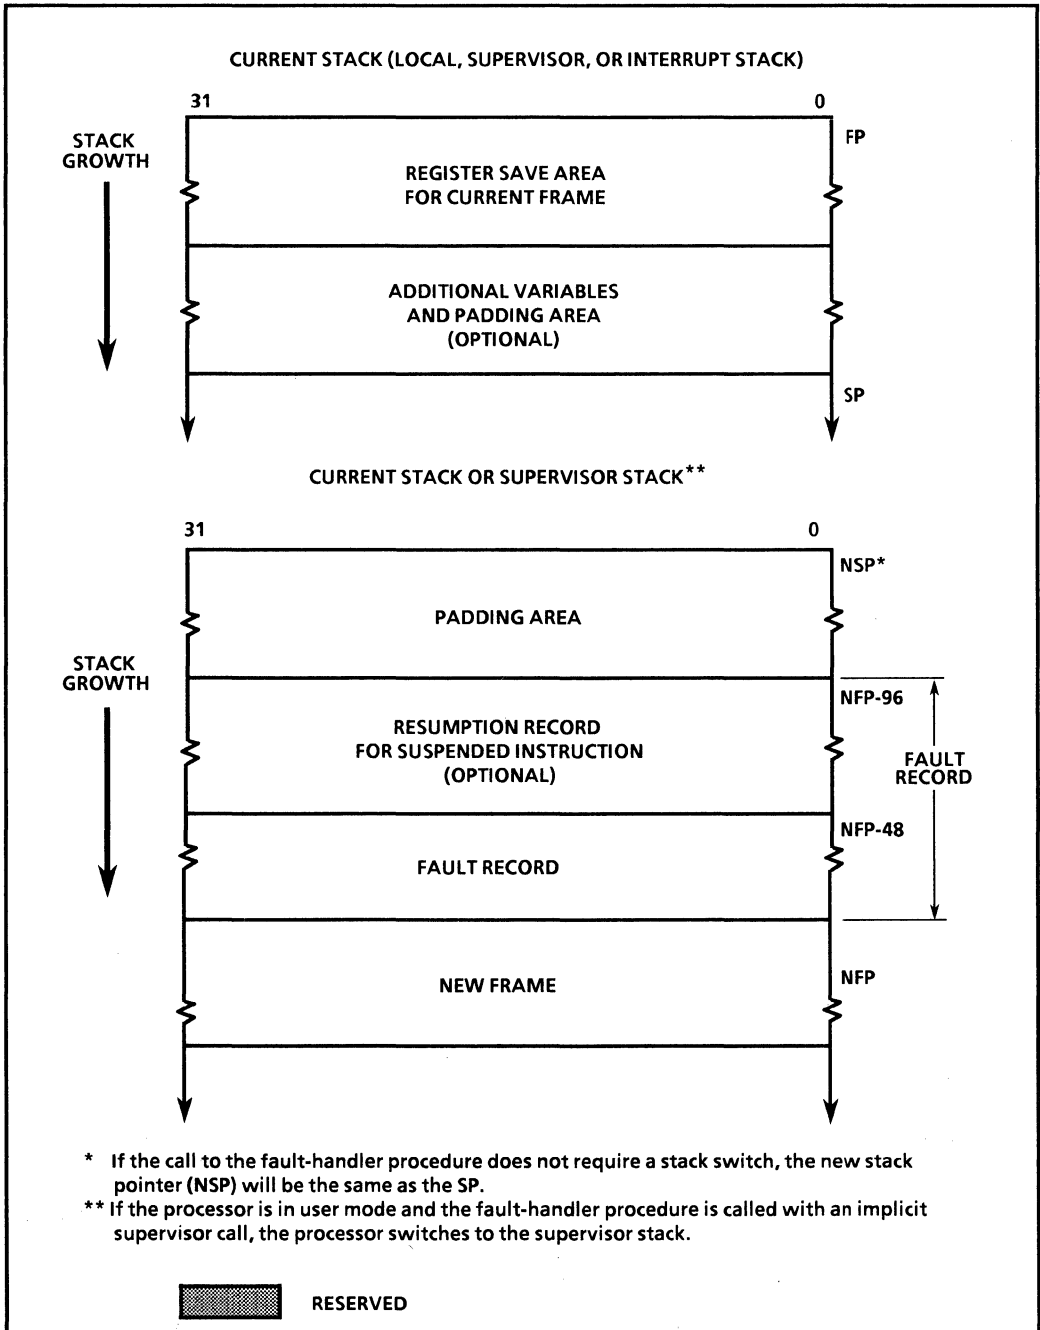 CURRENT STACK (LOCAL, SUPERVISOR, OR INTERRUPT STACK)
31
0
STACK
GROWTH
FP
REGISTER SAVE AREA
FOR CURRENT FRAME
ADDITIONAL VARIABLES
AND PADDING AREA
(OPTIONAL)
SP
CURRENT STACK OR SUPERVISOR STACK**
31
0
NSP*
PADDING AREA
STACK
GROWTH
NFP-96
RESUMPTION RECORD
FOR SUSPENDED INSTRUCTION
(OPTIONAL)
FAULT
RECORD
NFP-48
FAULT RECORD
NFP
NEW FRAME
* If the call to the fault-handler procedure does not require a stack switch, the new stack
pointer (NSP) will be the same as the SP.
** If the processor is in user mode and the fault-handler procedure is called with an implicit
supervisor call, the processor switches to the supervisor stack.
RESERVED